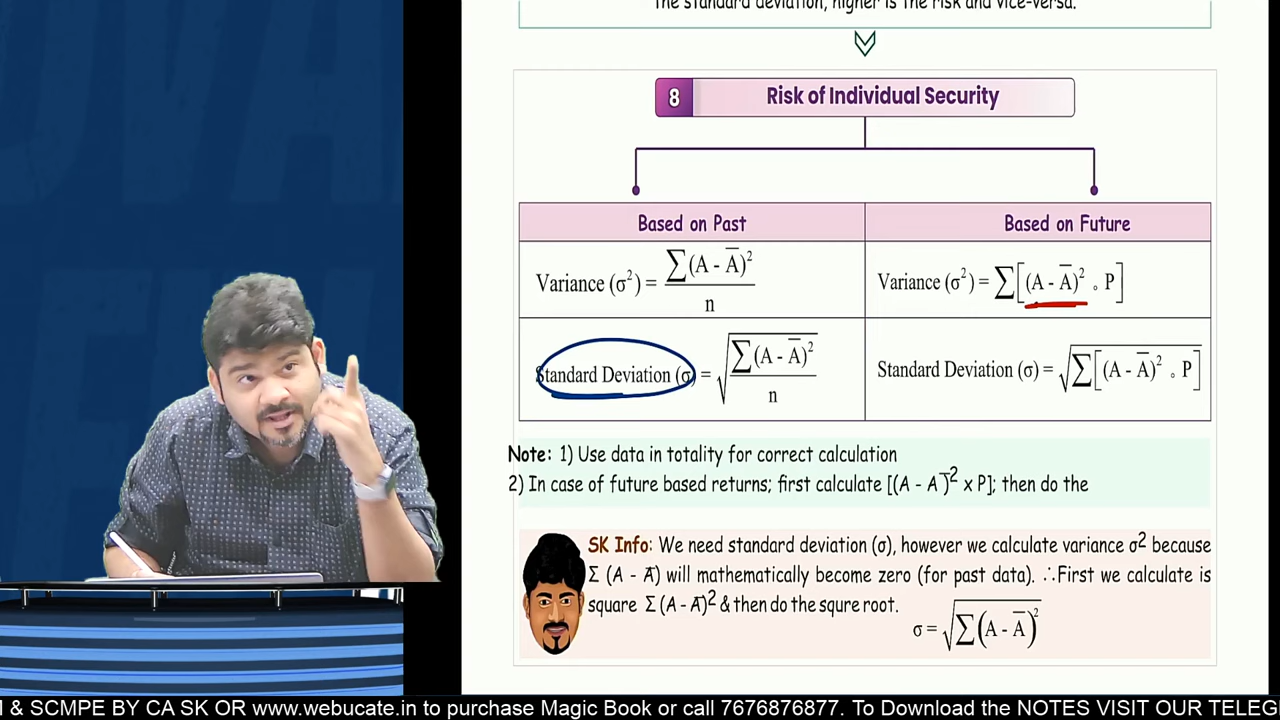 The standard deviation, higher is the risk and vice-versa.
8 Risk of Individual Security
Based on Past
Based on Future
Variance (σ²) = ∑(A - A̅)² / n
Variance (σ²) = ∑[(A - A̅)² ∘ P]
Standard Deviation (σ) = √(∑(A - A̅)² / n)
Standard Deviation (σ) = √(∑[(A - A̅)² ∘ P])
Note: 1) Use data in totality for correct calculation
2) In case of future based returns; first calculate [(A - A̅)² x P]; then do the
SK Info: We need standard deviation (σ), however we calculate variance σ² because
Σ (A - A̅) will mathematically become zero (for past data). ∴First we calculate is
square Σ (A - A̅)² & then do the squre root.
σ = √∑(A - A̅)²
M & SCMPE BY CA SK OR www.webucate.in to purchase Magic Book or call 7676876877. To Download the NOTES VISIT OUR TELEG